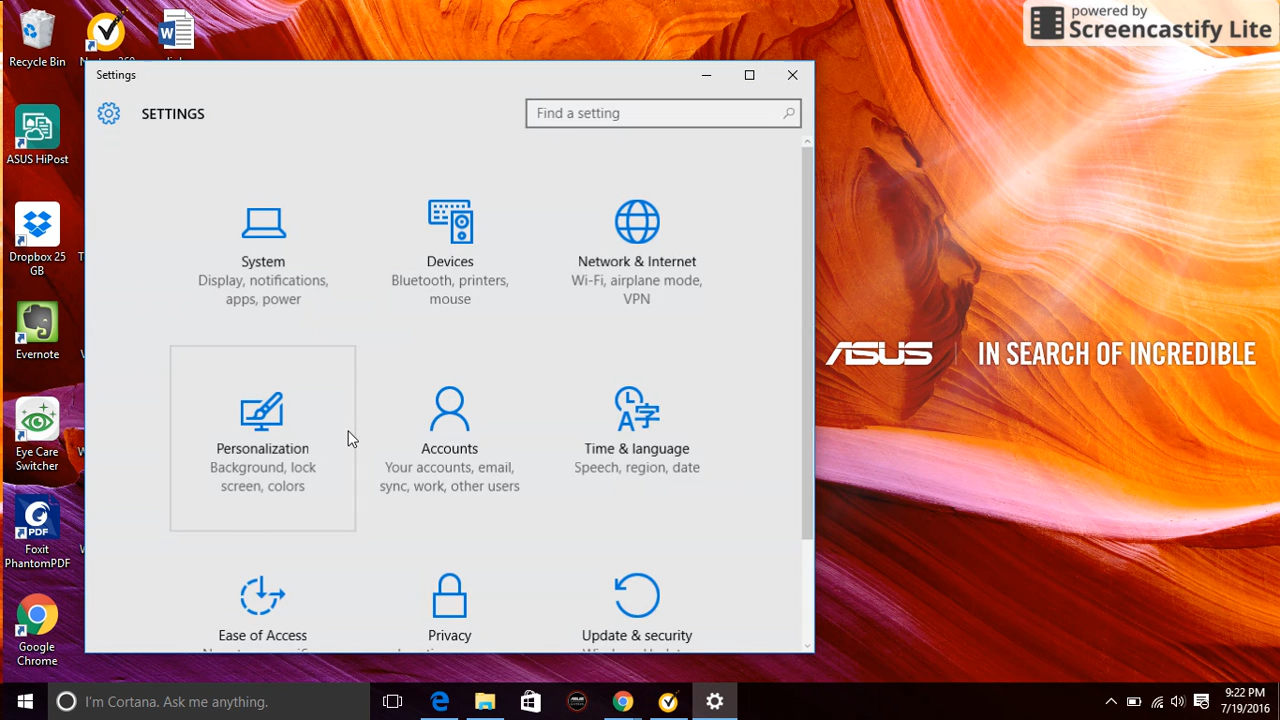 powered by
Screencastify Lite
Recycle Bin
ASUS HiPost
Dropbox 25
GB
Evernote
Eye Care
Switcher
Foxit
PhantomPDF
Google
Chrome
Settings
SETTINGS
Find a setting
System
Display, notifications,
apps, power
Devices
Bluetooth, printers,
mouse
Network & Internet
Wi-Fi, airplane mode,
VPN
Personalization
Background, lock
screen, colors
Accounts
Your accounts, email,
sync, work, other users
Time & language
Speech, region, date
Ease of Access
Privacy
Update & security
ASUS | IN SEARCH OF INCREDIBLE
I'm Cortana. Ask me anything.
9:22 PM
7/19/2016